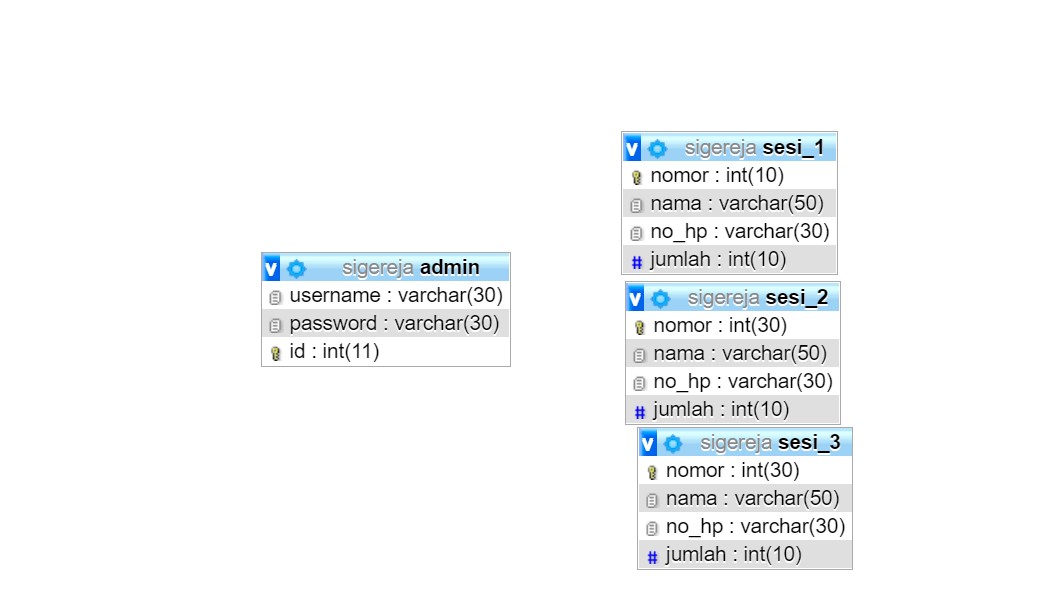 v sigereja sesi_1
nomor : int(10)
nama : varchar(50)
no_hp : varchar(30)
# jumlah : int(10)
v sigereja admin
username : varchar(30)
password : varchar(30)
id : int(11)
v sigereja sesi_2
nomor : int(30)
nama : varchar(50)
no_hp : varchar(30)
# jumlah : int(10)
v sigereja sesi_3
nomor : int(30)
nama : varchar(50)
no_hp : varchar(30)
# jumlah : int(10)